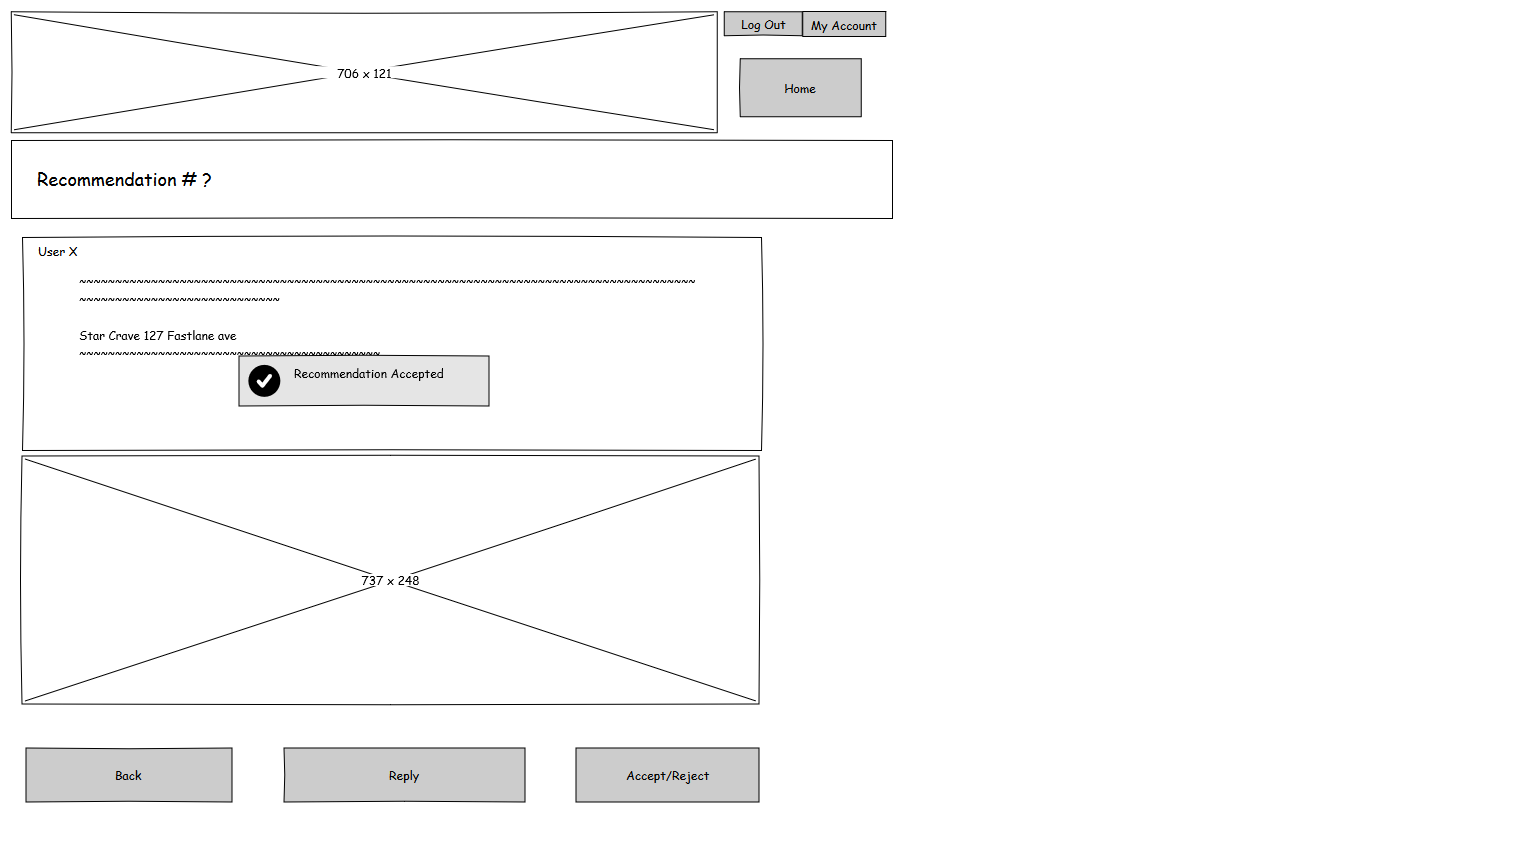 Log Out
My Account
706 x 121
Home
Recommendation # ?
User X
~~~~~~~~~~~~~~~~~~~~~~~~~~~~~~~~~~~~~~~~~~~~~~~~~~~~~~~~~~~~~~~~~~~~~~~~~~~~~~~~~~~~~~
~~~~~~~~~~~~~~~~~~~~~~~~~~~~
Star Crave 127 Fastlane ave
~~~~~~~~~~~~~~~~~~~~~~~~~~~~~~~~~~~~~~~~~~
Recommendation Accepted
737 x 248
Back
Reply
Accept/Reject